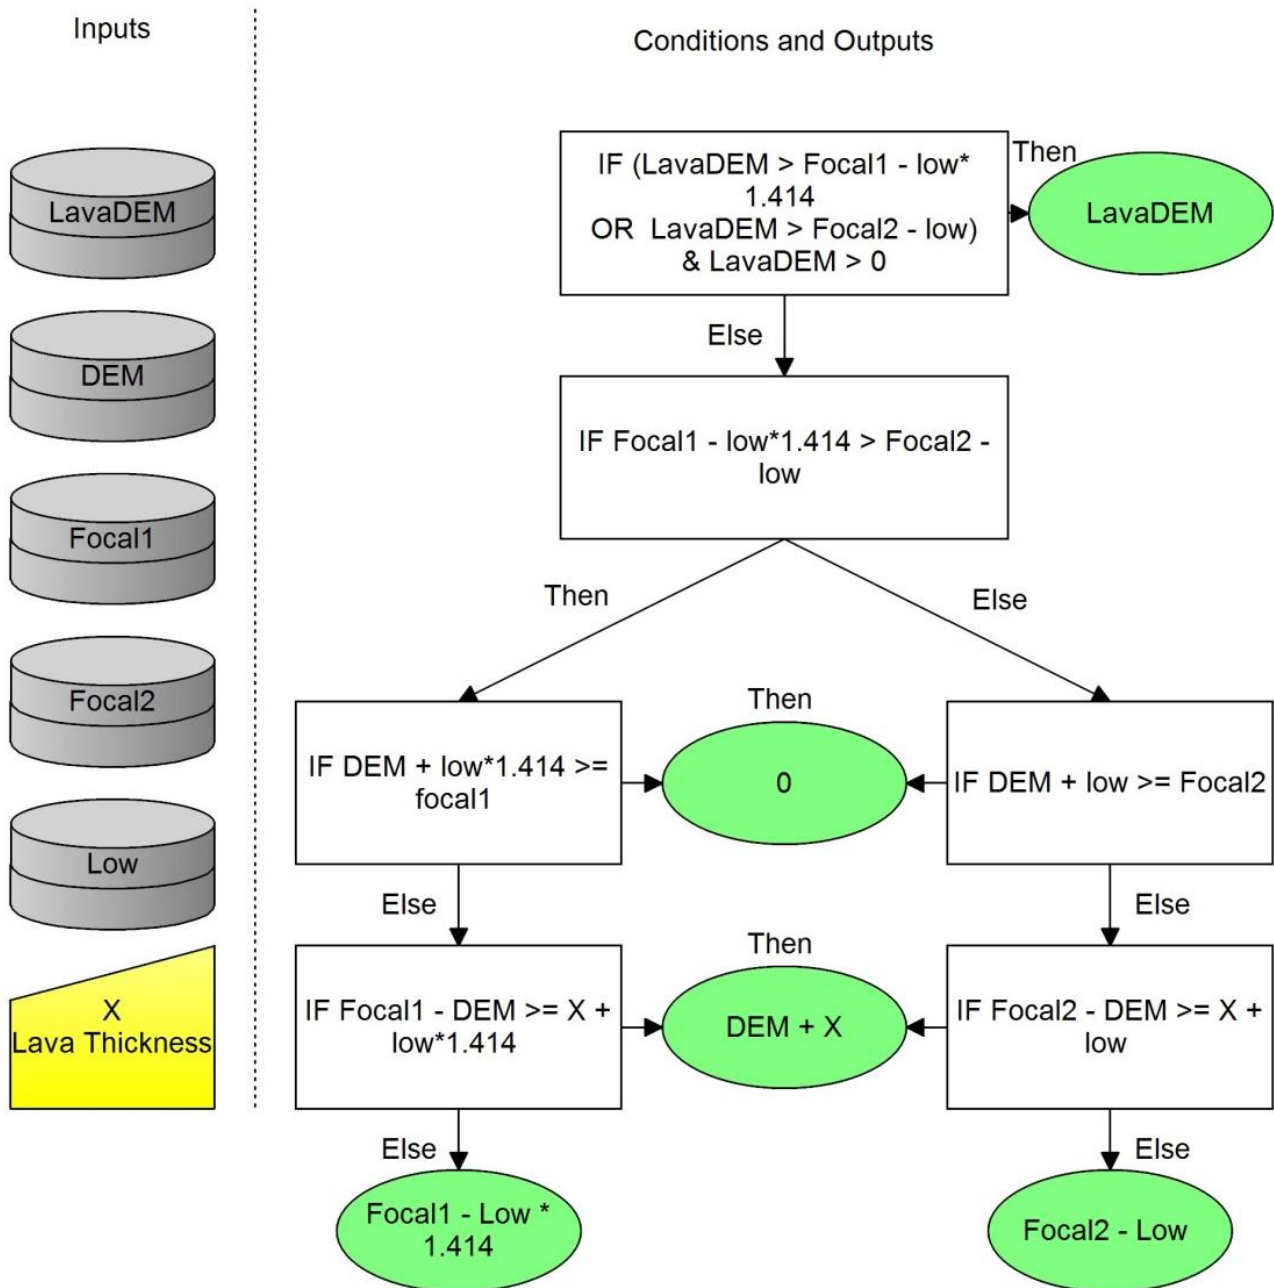 Inputs
Conditions and Outputs
LavaDEM
DEM
Focal1
Focal2
Low
X
Lava Thickness
IF (LavaDEM > Focal1 - low*
1.414
OR  LavaDEM > Focal2 - low)
& LavaDEM > 0
Then
LavaDEM
Else
IF Focal1 - low*1.414 > Focal2 -
low
Then
Else
IF DEM + low*1.414 >=
focal1
Then
0
IF DEM + low >= Focal2
Else
Else
IF Focal1 - DEM >= X +
low*1.414
Then
DEM + X
IF Focal2 - DEM >= X +
low
Else
Else
Focal1 - Low *
1.414
Focal2 - Low